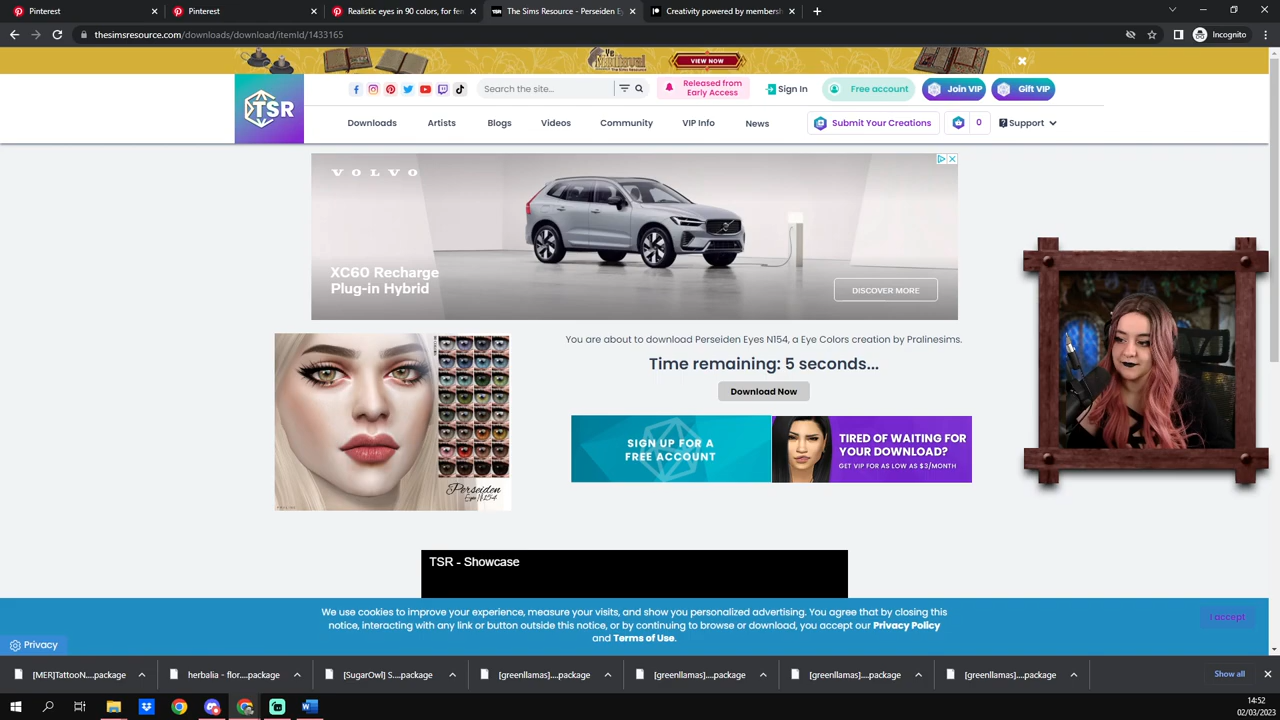 Pinterest
Pinterest
Realistic eyes in 90 colors, for fem
The Sims Resource - Perseiden E
Creativity powered by membersh
thesimsresource.com/downloads/download/itemId/1433165
Incognito
VIEW NOW
TSR
Search the site...
Released from
Early Access
Sign In
Free account
Join VIP
Gift VIP
Downloads
Artists
Blogs
Videos
Community
VIP Info
News
Submit Your Creations
0
Support
VOLVO
XC60 Recharge
Plug-in Hybrid
DISCOVER MORE
You are about to download Perseiden Eyes N154, a Eye Colors creation by Pralinesims.
Time remaining: 5 seconds...
Download Now
SIGN UP FOR A
FREE ACCOUNT
TIRED OF WAITING FOR
YOUR DOWNLOAD?
GET VIP FOR AS LOW AS $3/MONTH
Perseiden
Eyes N154
TSR - Showcase
We use cookies to improve your experience, measure your visits, and show you personalized advertising. You agree that by closing this
notice, interacting with any link or button outside this notice, or by continuing to browse or download, you accept our Privacy Policy
and Terms of Use.
I accept
Privacy
[MER]TattooN....package
herbalia - flor....package
[SugarOwl] S....package
[greenllamas]....package
[greenllamas]....package
[greenllamas]....package
[greenllamas]....package
Show all
14:52
02/03/2023